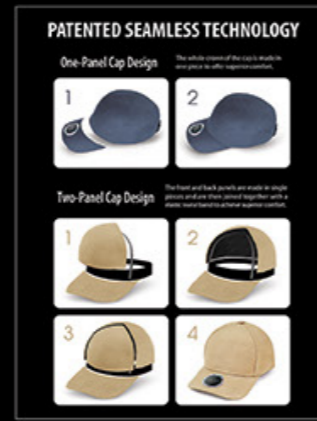 PATENTED SEAMLESS TECHNOLOGY
One-Panel Cap Design
The whole crown of the cap is made in
one piece to offer superior comfort.
1
2
Two-Panel Cap Design
The front and back panels are made in single
pieces and are then joined together with a
elastic band to achieve superior comfort.
1
2
3
4